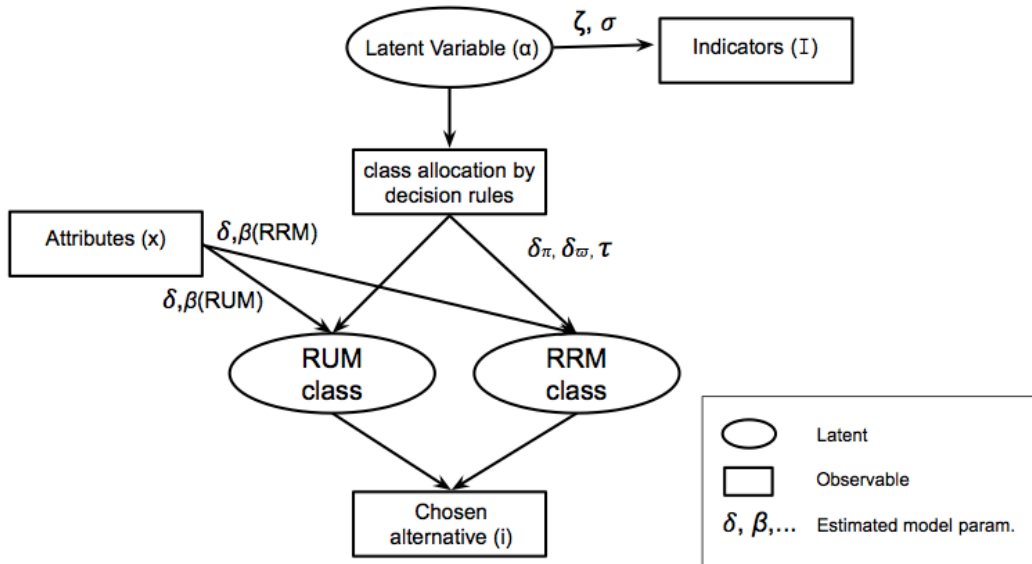 ζ, σ
Latent Variable (α)
Indicators (I)
class allocation by
decision rules
Attributes (x)
δ,β(RRM)
δπ, δϖ, τ
δ,β(RUM)
RUM
class
RRM
class
Latent
Observable
Chosen
alternative (i)
δ, β,... Estimated model param.